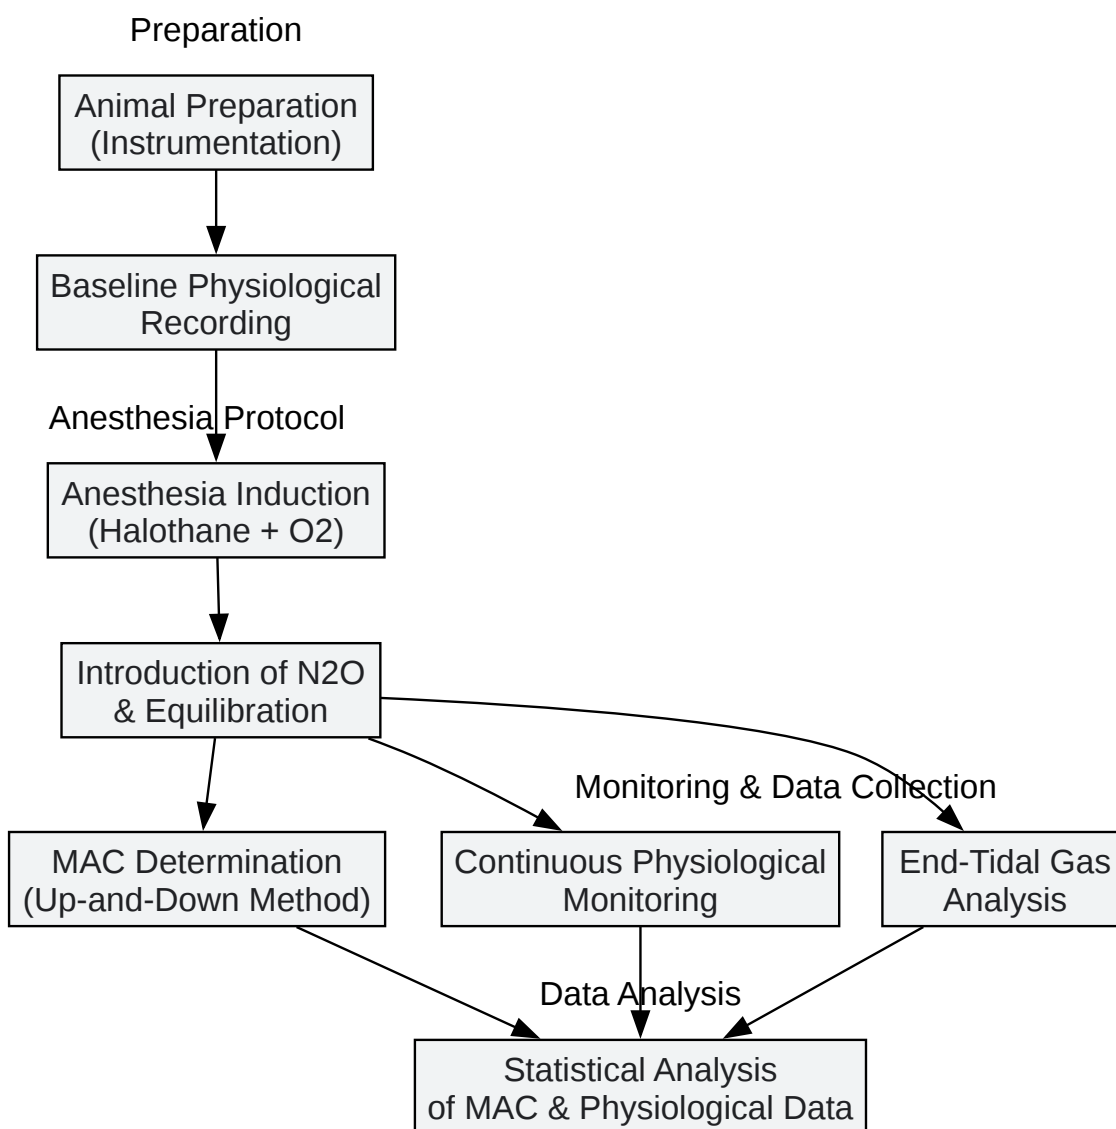 Preparation
Animal Preparation
(Instrumentation)
Baseline Physiological
Recording
Anesthesia Protocol
Anesthesia Induction
(Halothane + O2)
Introduction of N2O
& Equilibration
Monitoring & Data Collection
MAC Determination
(Up-and-Down Method)
Continuous Physiological
Monitoring
End-Tidal Gas
Analysis
Data Analysis
Statistical Analysis
of MAC & Physiological Data